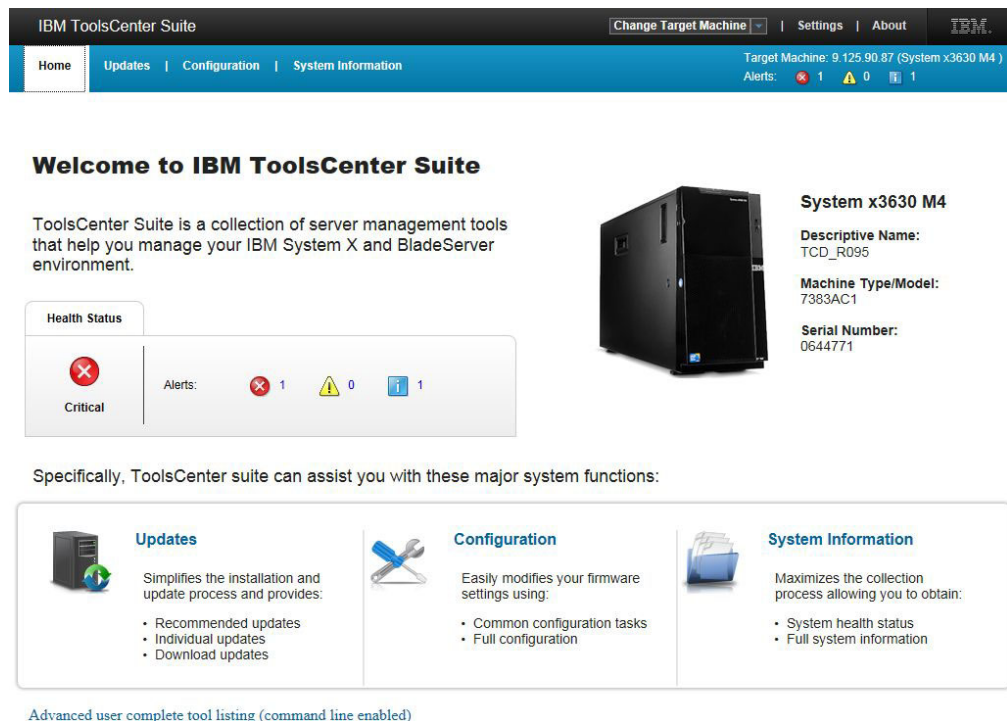 IBM ToolsCenter Suite
Change Target Machine | Settings | About IBM.
Home Updates | Configuration | System Information
Target Machine: 9.125.90.87 (System x3630 M4 )
Alerts: 1 0 1
Welcome to IBM ToolsCenter Suite
ToolsCenter Suite is a collection of server management tools
that help you manage your IBM System X and BladeServer
environment.
Health Status
Critical
Alerts: 1 0 1
System x3630 M4
Descriptive Name:
TCD_R095
Machine Type/Model:
7383AC1
Serial Number:
0644771
Specifically, ToolsCenter suite can assist you with these major system functions:
Updates
Simplifies the installation and
update process and provides:
• Recommended updates
• Individual updates
• Download updates
Configuration
Easily modifies your firmware
settings using:
• Common configuration tasks
• Full configuration
System Information
Maximizes the collection
process allowing you to obtain:
• System health status
• Full system information
Advanced user complete tool listing (command line enabled)